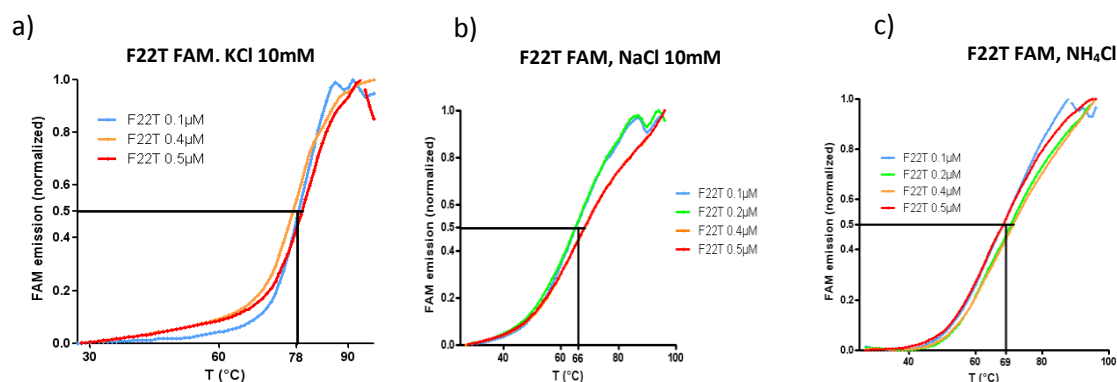 a)
F22T FAM. KCl 10mM
FAM emission (normalized)
1.0
0.8
0.6
0.5
0.4
0.2
0.0
F22T 0.1µM
F22T 0.4µM
F22T 0.5µM
30
60
78
90
T (°C)
b)
F22T FAM, NaCl 10mM
FAM emission (normalized)
1.0
0.8
0.6
0.5
0.4
0.2
0.0
F22T 0.1µM
F22T 0.2µM
F22T 0.4µM
F22T 0.5µM
40
60
66
80
100
T (°C)
c)
F22T FAM, NH₄Cl
FAM emission (normalized)
1.0
0.8
0.6
0.5
0.4
0.2
0.0
F22T 0.1µM
F22T 0.2µM
F22T 0.4µM
F22T 0.5µM
40
60
69
80
100
T (°C)